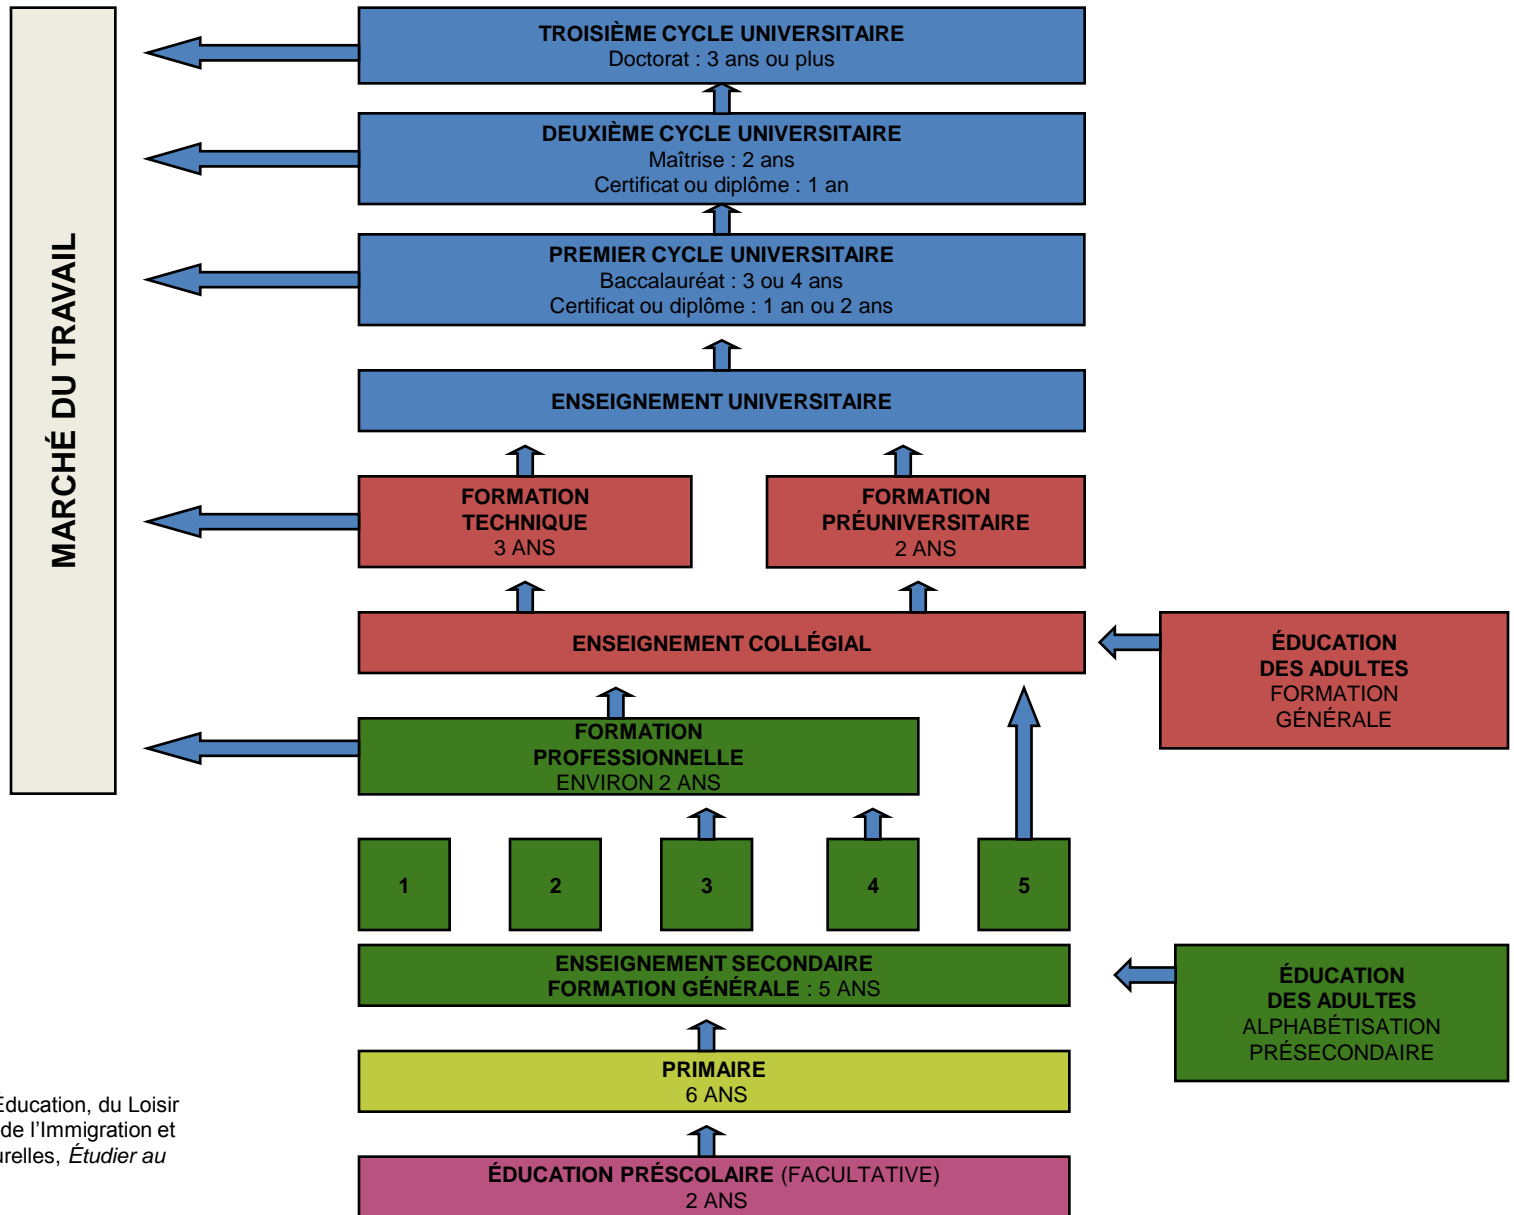 MARCHÉ DU TRAVAIL
TROISIÈME CYCLE UNIVERSITAIRE
Doctorat : 3 ans ou plus
DEUXIÈME CYCLE UNIVERSITAIRE
Maîtrise : 2 ans
Certificat ou diplôme : 1 an
PREMIER CYCLE UNIVERSITAIRE
Baccalauréat : 3 ou 4 ans
Certificat ou diplôme : 1 an ou 2 ans
ENSEIGNEMENT UNIVERSITAIRE
FORMATION
TECHNIQUE
3 ANS
FORMATION
PRÉUNIVERSITAIRE
2 ANS
ENSEIGNEMENT COLLÉGIAL
ÉDUCATION
DES ADULTES
FORMATION
GÉNÉRALE
FORMATION
PROFESSIONNELLE
ENVIRON 2 ANS
1
2
3
4
5
ENSEIGNEMENT SECONDAIRE
FORMATION GÉNÉRALE : 5 ANS
ÉDUCATION
DES ADULTES
ALPHABÉTISATION
PRÉSECONDAIRE
PRIMAIRE
6 ANS
Éducation, du Loisir
de l’Immigration et
urelles, Étudier au
ÉDUCATION PRÉSCOLAIRE (FACULTATIVE)
2 ANS